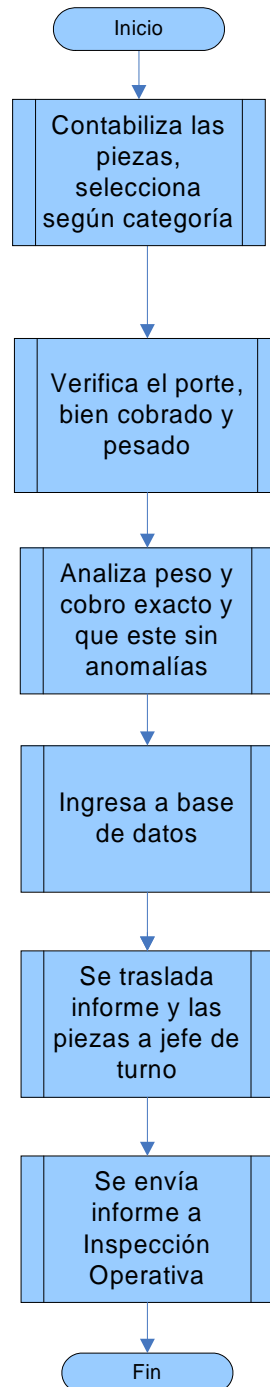 Inicio
Contabiliza las
piezas,
selecciona
según categoría
Verifica el porte,
bien cobrado y
pesado
Analiza peso y
cobro exacto y
que este sin
anomalías
Ingresa a base
de datos
Se traslada
informe y las
piezas a jefe de
turno
Se envía
informe a
Inspección
Operativa
Fin